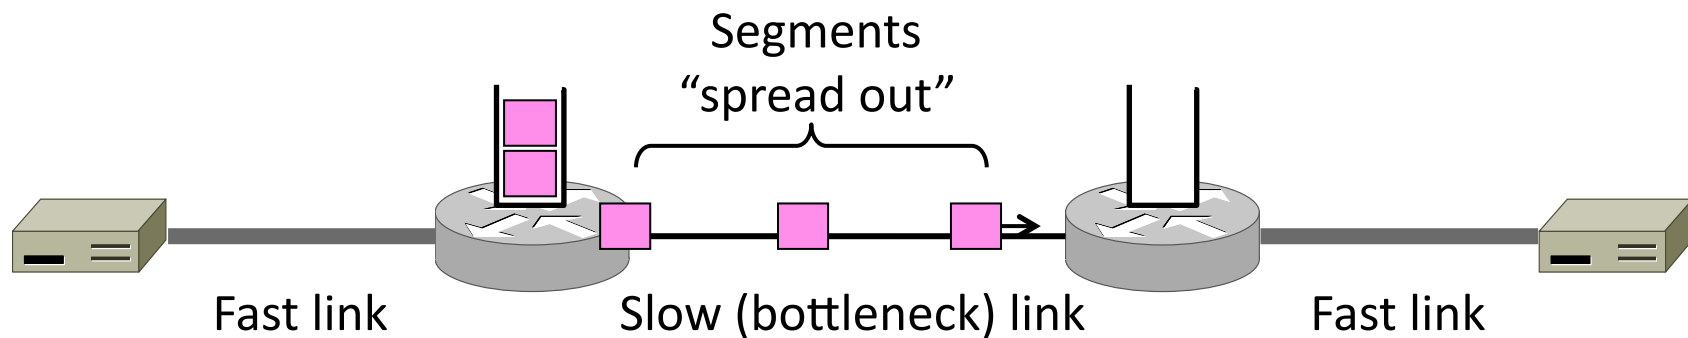 Segments
“spread out”
Fast link
Slow (bottleneck) link
Fast link